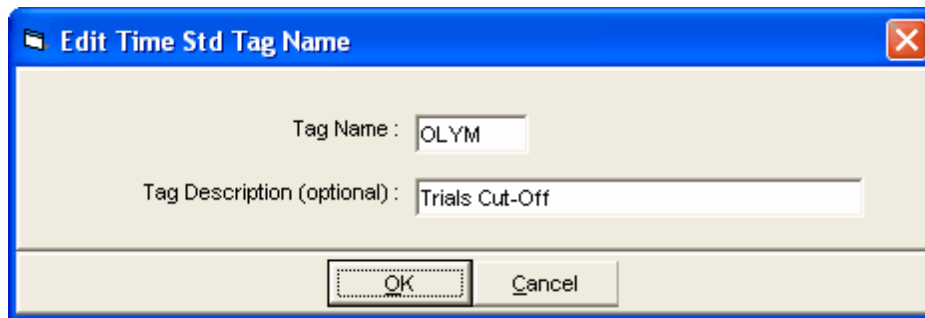 Edit Time Std Tag Name
Tag Name : OLYM
Tag Description (optional) : Trials Cut-Off
OK Cancel